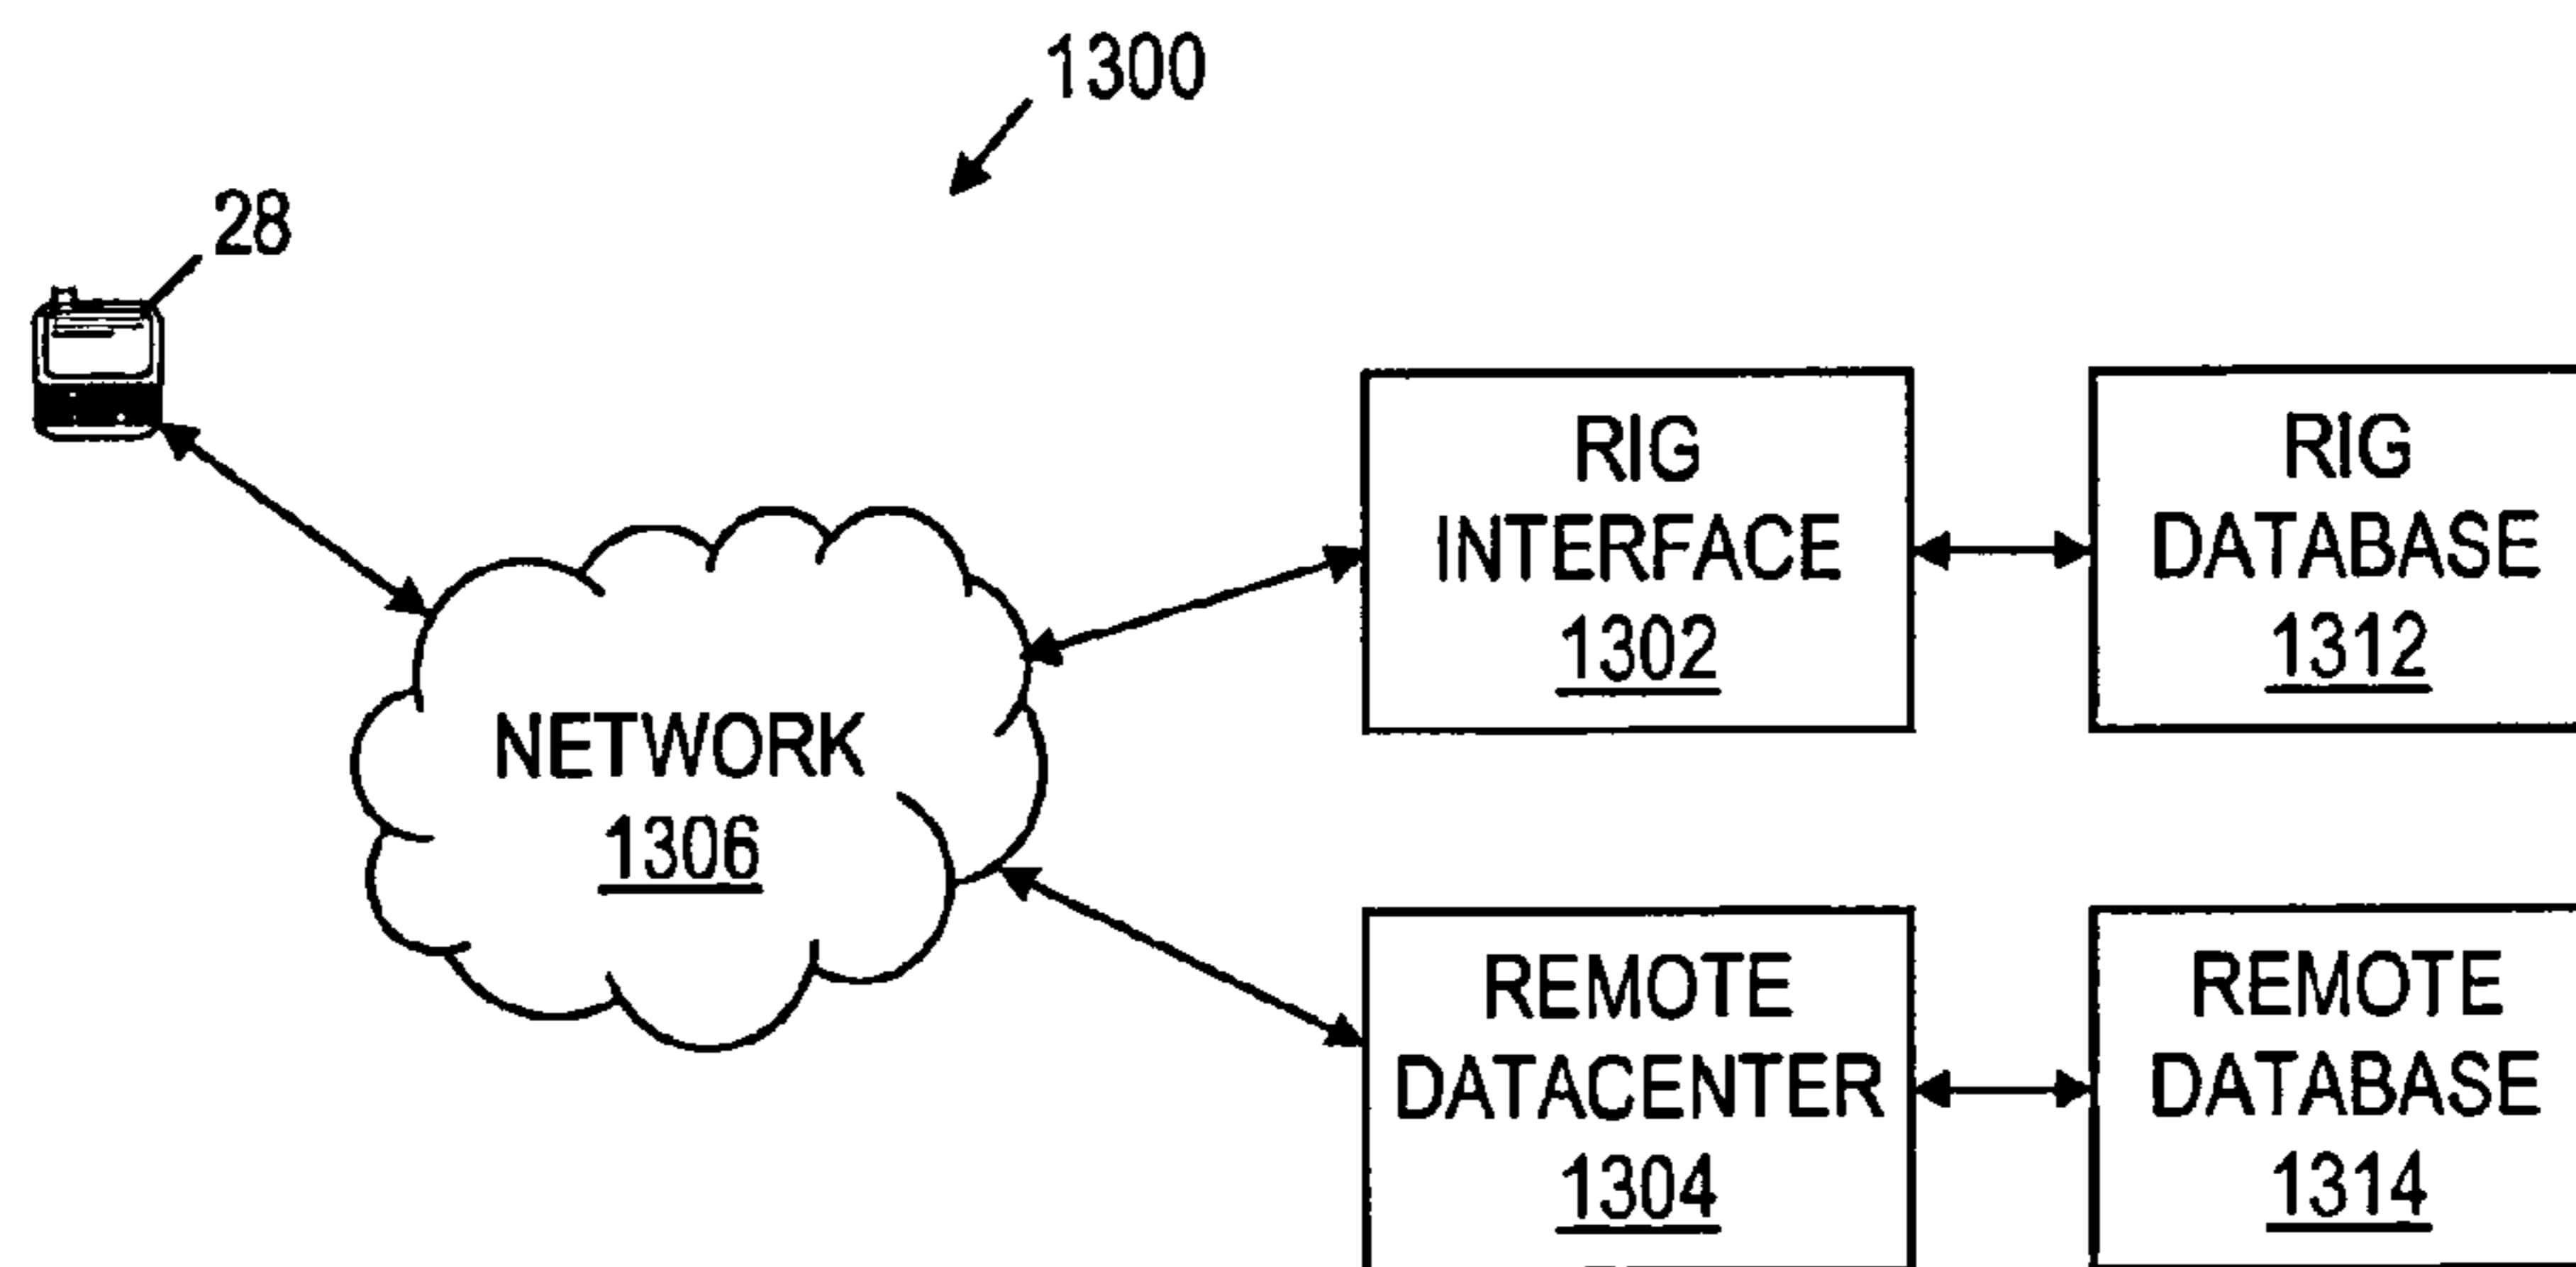 1300
28
RIG
INTERFACE
1302
RIG
DATABASE
1312
NETWORK
1306
REMOTE
DATACENTER
1304
REMOTE
DATABASE
1314